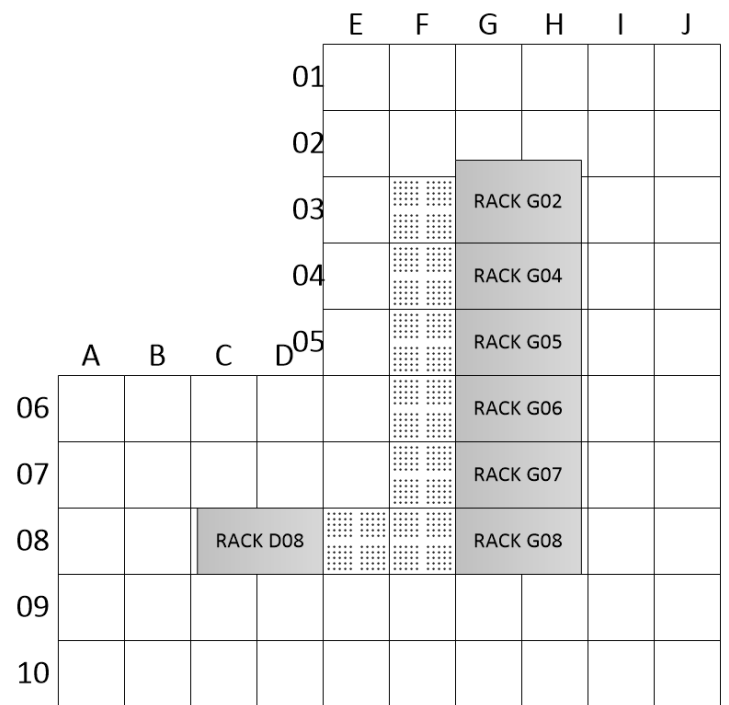 E F G H I J
01
02
03 RACK G02
04 RACK G04
05 RACK G05
A B C D
06 RACK G06
07 RACK G07
08 RACK D08 RACK G08
09
10